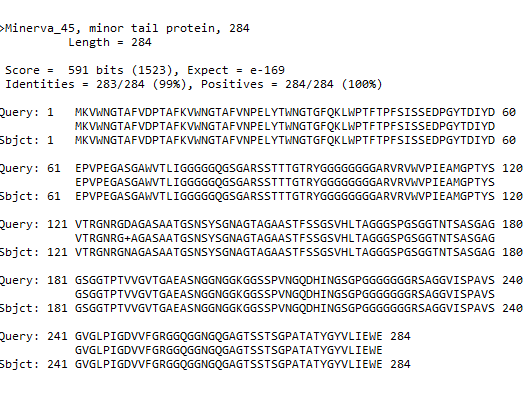 >Minerva_45, minor tail protein, 284
Length = 284
Score = 591 bits (1523), Expect = e-169
Identities = 283/284 (99%), Positives = 284/284 (100%)
Query: 1 MKVWNGTAFVDPTAFKVWNGTAFVNPELYTWNGTGFQKLWPTFTPFSISSEDPGYTDIYD 60
MKVWNGTAFVDPTAFKVWNGTAFVNPELYTWNGTGFQKLWPTFTPFSISSEDPGYTDIYD
Sbjct: 1 MKVWNGTAFVDPTAFKVWNGTAFVNPELYTWNGTGFQKLWPTFTPFSISSEDPGYTDIYD 60
Query: 61 EPVPEGASGAWVTLIGGGGGQGSGARSSTTTGTRYGGGGGGGGARVRVWVPIEAMGPTYS 120
EPVPEGASGAWVTLIGGGGGQGSGARSSTTTGTRYGGGGGGGGARVRVWVPIEAMGPTYS
Sbjct: 61 EPVPEGASGAWVTLIGGGGGQGSGARSSTTTGTRYGGGGGGGGARVRVWVPIEAMGPTYS 120
Query: 121 VTRGNRGDAGASAATGSNSYSGNAGTAGAASTFSSGSVHLTAGGGSPGSGGTNTSASGAG 180
VTRGNRG+AGASAATGSNSYSGNAGTAGAASTFSSGSVHLTAGGGSPGSGGTNTSASGAG
Sbjct: 121 VTRGNRGNAGASAATGSNSYSGNAGTAGAASTFSSGSVHLTAGGGSPGSGGTNTSASGAG 180
Query: 181 GSGGTPTVVGVTGAEASNGGNGGKGGSSPVNGQDHINGSGPGGGGGGGRSAGGVISPAVS 240
GSGGTPTVVGVTGAEASNGGNGGKGGSSPVNGQDHINGSGPGGGGGGGRSAGGVISPAVS
Sbjct: 181 GSGGTPTVVGVTGAEASNGGNGGKGGSSPVNGQDHINGSGPGGGGGGGRSAGGVISPAVS 240
Query: 241 GVGLPIGDVVFGRGGQGGNGQGAGTSSTSGPATATYGYVLIEWE 284
GVGLPIGDVVFGRGGQGGNGQGAGTSSTSGPATATYGYVLIEWE
Sbjct: 241 GVGLPIGDVVFGRGGQGGNGQGAGTSSTSGPATATYGYVLIEWE 284